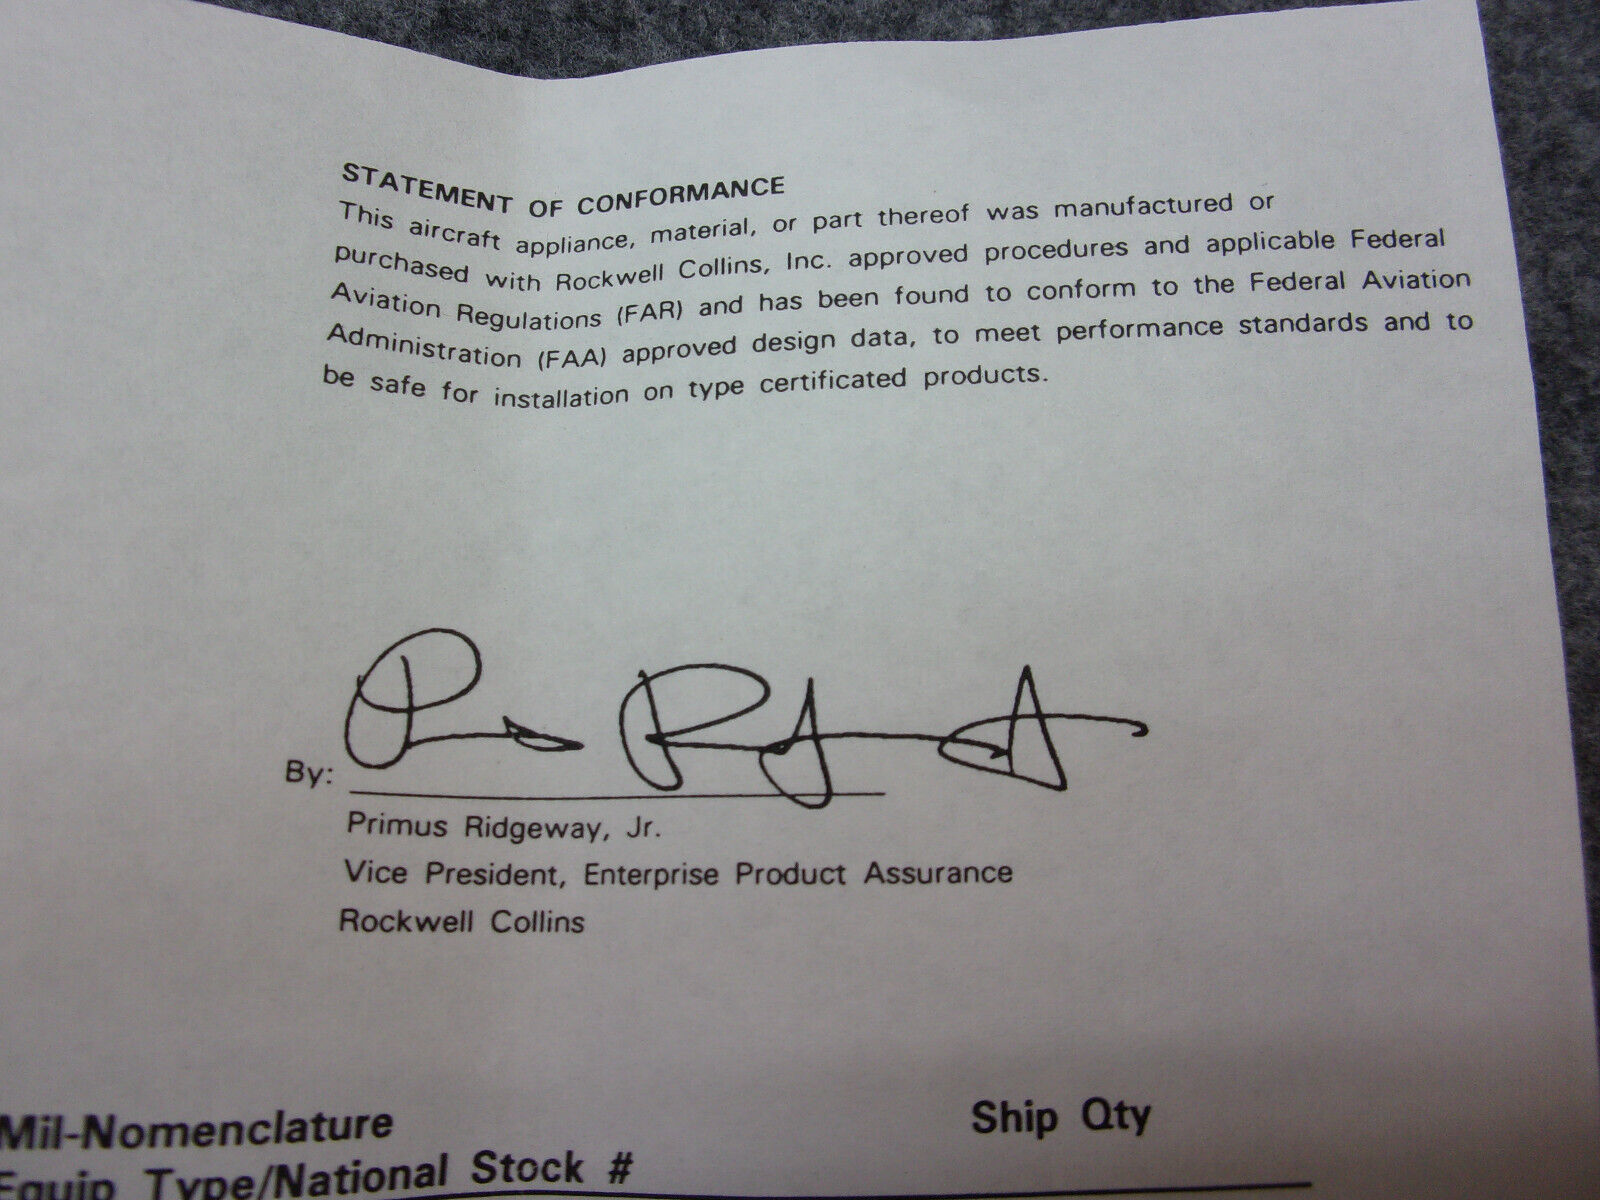 STATEMENT OF CONFORMANCE
This aircraft appliance, material, or part thereof was manufactured or
purchased with Rockwell Collins, Inc. approved procedures and applicable Federal
Aviation Regulations (FAR) and has been found to conform to the Federal Aviation
Administration (FAA) approved design data, to meet performance standards and to
be safe for installation on type certificated products.
By:
Primus Ridgeway, Jr.
Vice President, Enterprise Product Assurance
Rockwell Collins
Mil-Nomenclature Ship Qty
Equip Type/National Stock #